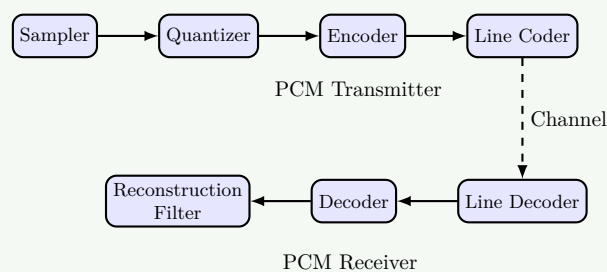 Sampler
Quantizer
Encoder
Line Coder
PCM Transmitter
Channel
Reconstruction
Filter
Decoder
Line Decoder
PCM Receiver